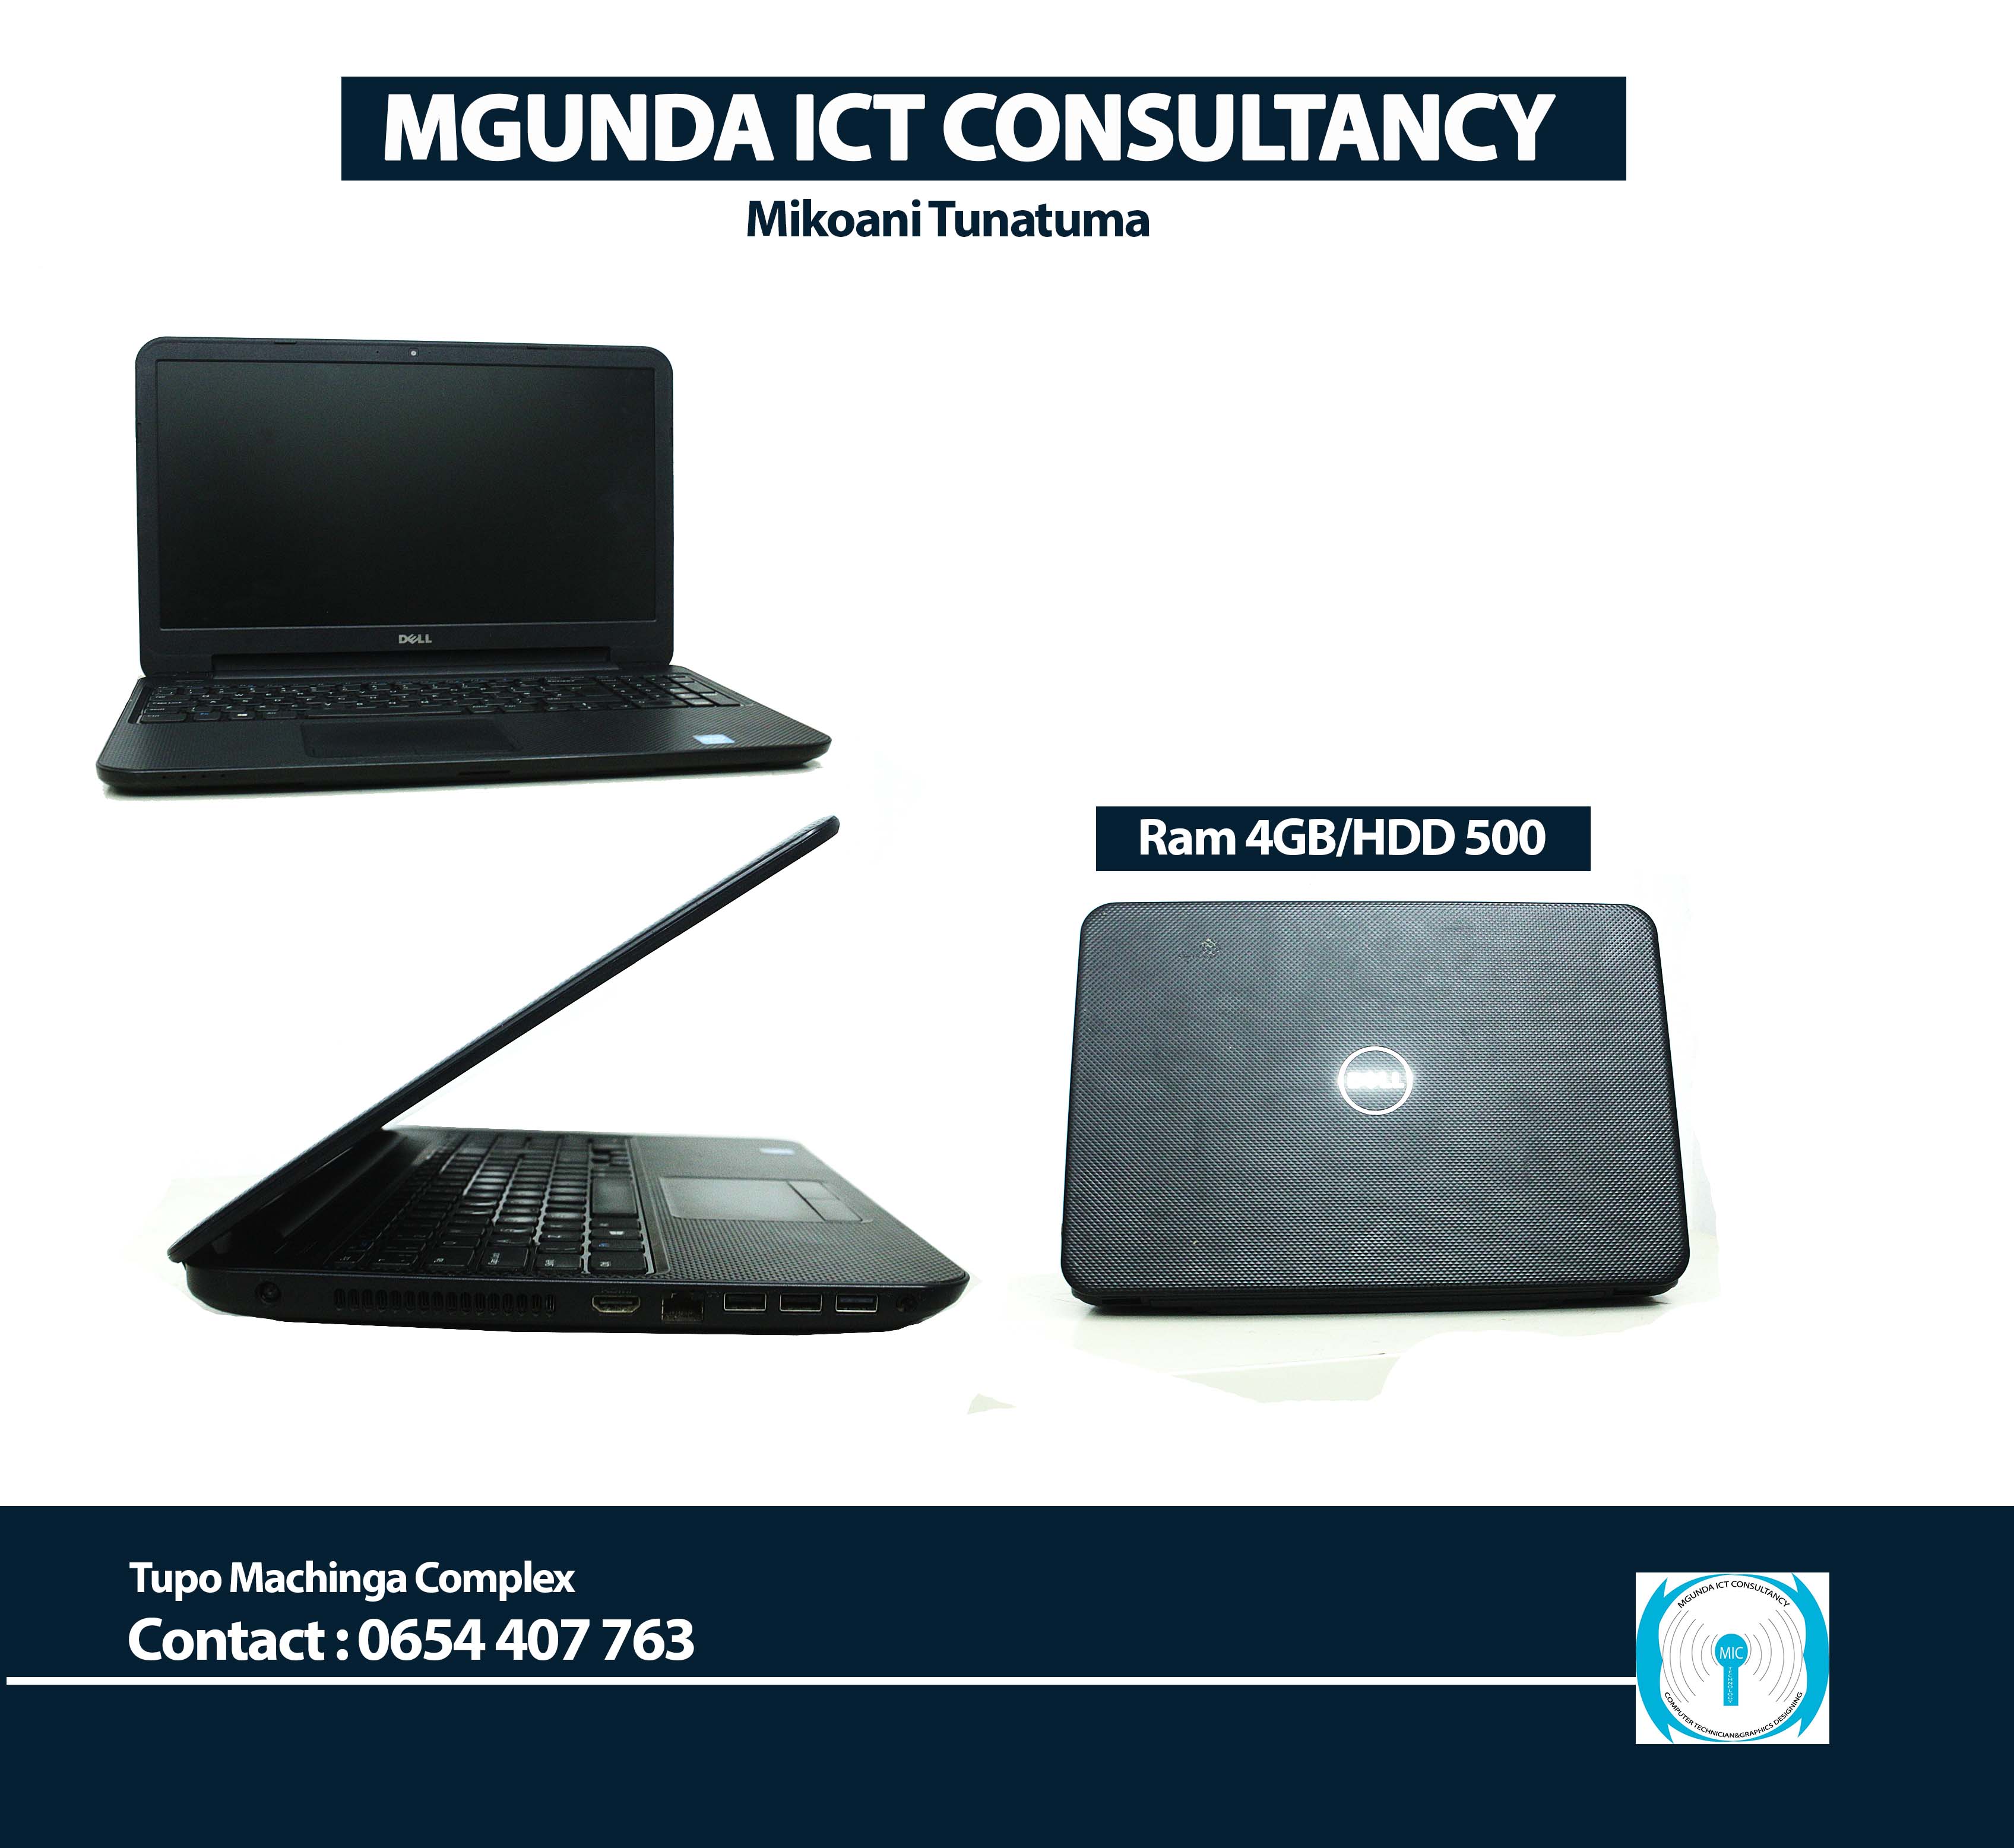 MGUNDA ICT CONSULTANCY
Mikoani Tunatuma
DELL
Ram 4GB/HDD 500
DELL
Tupo Machinga Complex
Contact : 0654 407 763
MGUNDA ICT CONSULTANCY
MIC
TECHNOLOGY
COMPUTER TECHNICIAN&GRAPHICS DESIGNING